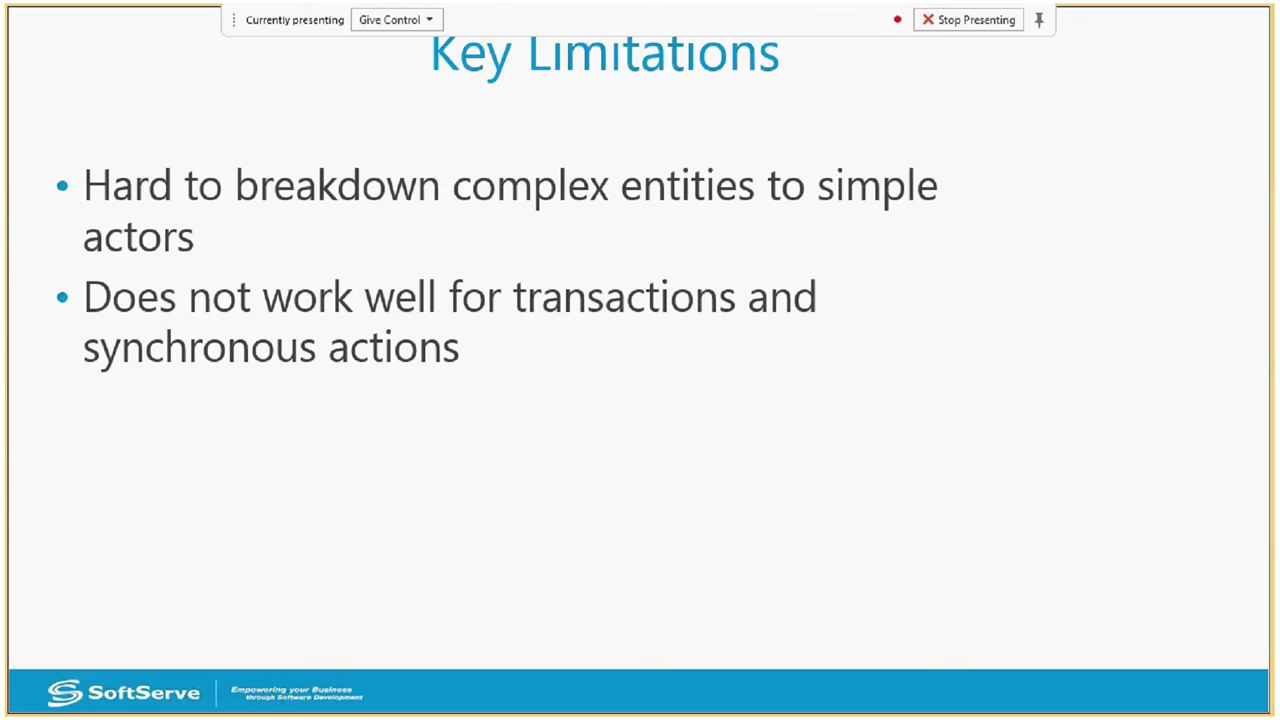 Currently presenting Give Control Stop Presenting
Key Limitations
• Hard to breakdown complex entities to simple
actors
• Does not work well for transactions and
synchronous actions
SoftServe
Empowering your Business
through Software Development